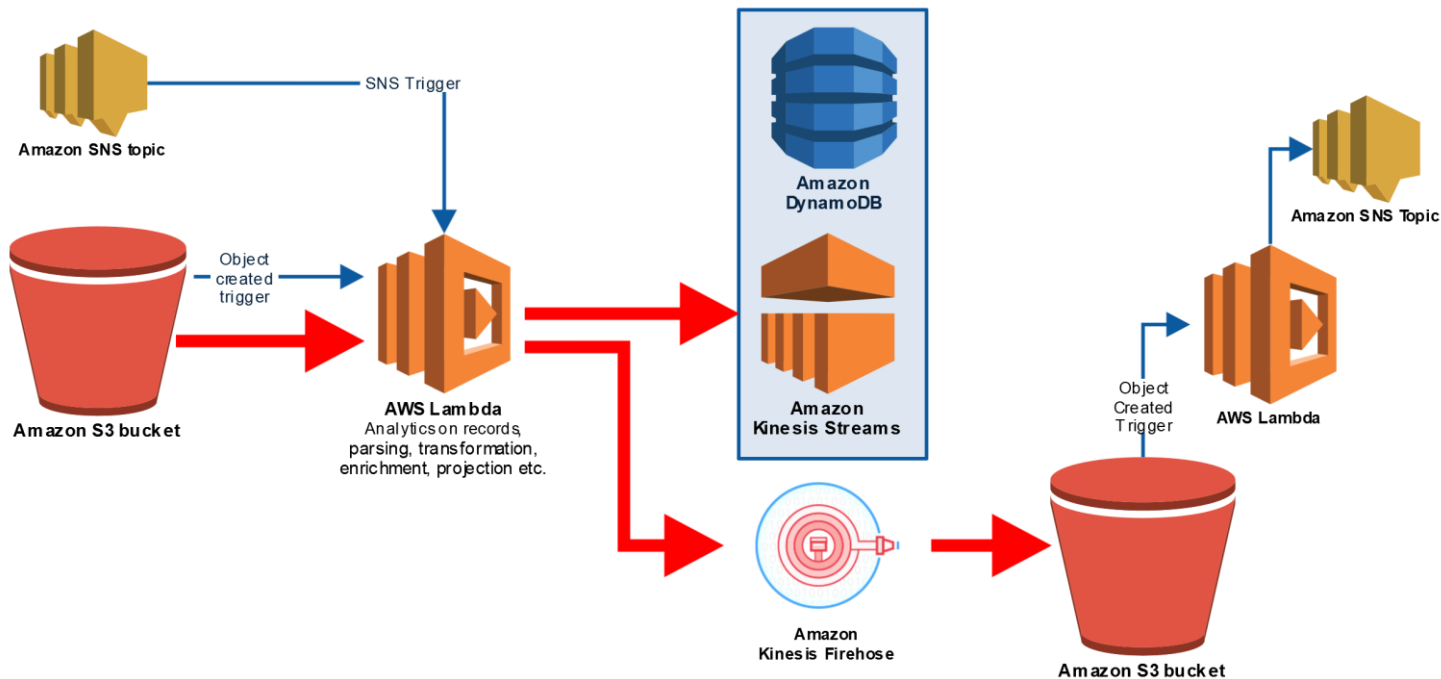 SNS Trigger
Amazon SNS topic
Object
created
trigger
Amazon S3 bucket
AWS Lambda
Analytics on records,
parsing, transformation,
enrichment, projection etc.
Amazon
DynamoDB
Amazon
Kinesis Streams
Amazon
Kinesis Firehose
Amazon SNS Topic
AWS Lambda
Object
Created
Trigger
Amazon S3 bucket